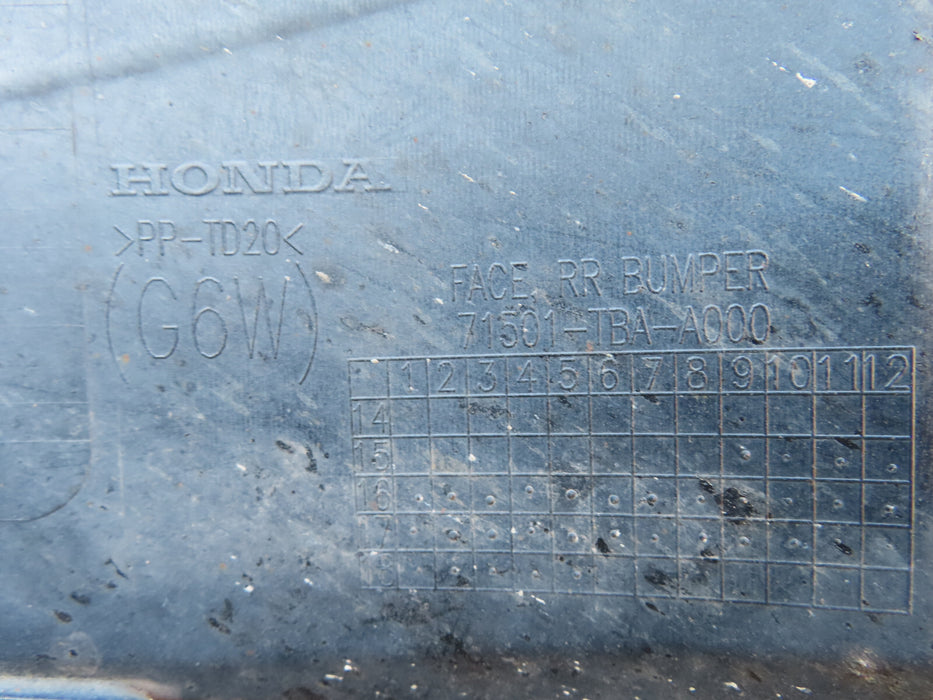 HONDA
>PP-TD20<
(G6W)
FACE, RR BUMPER
71501-TBA-A000
1 2 3 4 5 6 7 8 9 10 11 12
14
15
16